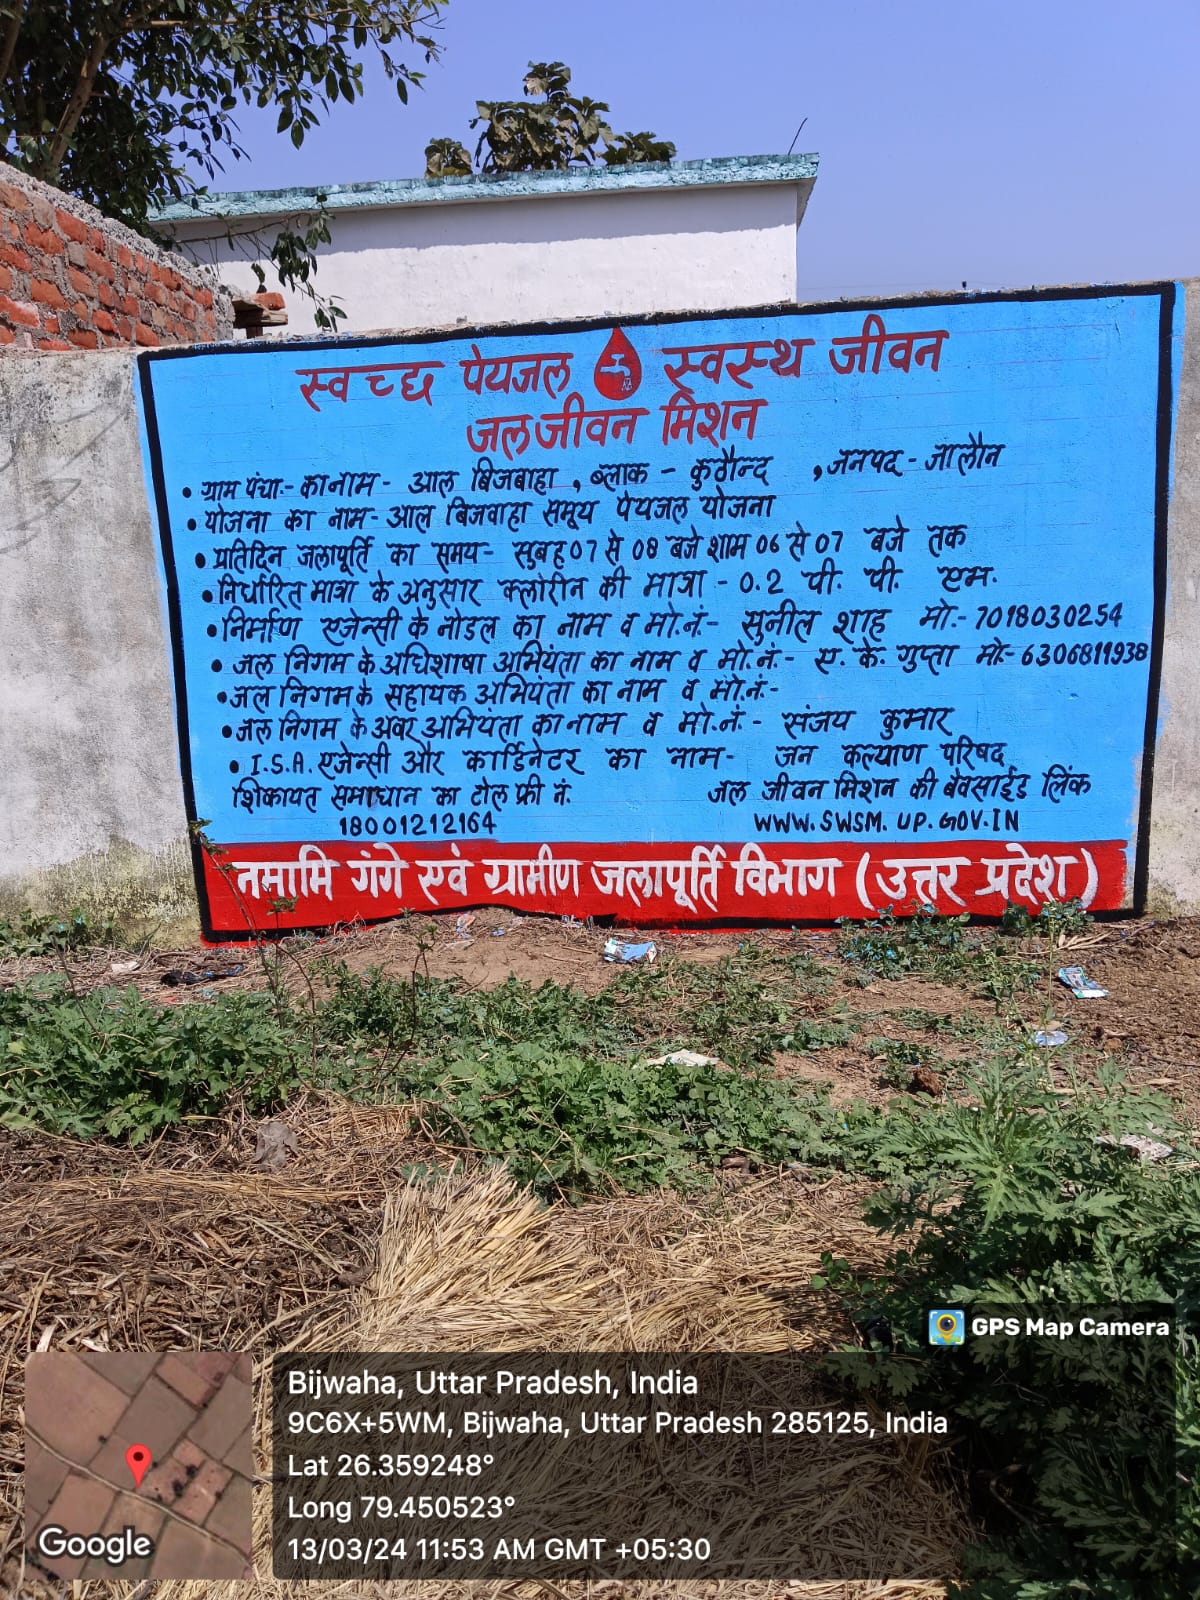 स्वच्छ पेयजल स्वस्थ जीवन
जल जीवन मिशन
• ग्राम पंचा:- का नाम - आल बिजबाहा , ब्लाक - कुठौन्द , जनपद - जालौन
• योजना का नाम - आल बिजवाहा समूय पेयजल योजना
• प्रतिदिन जलापूर्ति का समय - सुबह 07 से 08 बजे शाम 06 से 07 बजे तक
• निर्धारित मात्रा के अनुसार क्लोरीन की मात्रा - 0.2 पी. पी. एम.
• निर्माण एजेन्सी के नोडल का नाम व मो.नं.- सुनील शाह मो.- 7018030254
• जल निगम के अधिशाषा अभियंता का नाम व मो.नं.- ए. के. गुप्ता मो.- 6306811938
• जल निगम के सहायक अभियंता का नाम व मो.नं.-
• जल निगम के अवर अभियंता का नाम व मो.नं.- संजय कुमार
• I.S.A. एजेन्सी और कार्डिनेटर का नाम- जन कल्याण परिषद
शिकायत समाधान का टोल फ्री नं. जल जीवन मिशन की बेवसाईड लिंक
18001212164 WWW.SWSM.UP.GOV.IN
नमामि गंगे एवं ग्रामीण जलापूर्ति विभाग (उत्तर प्रदेश)
GPS Map Camera
Bijwaha, Uttar Pradesh, India
9C6X+5WM, Bijwaha, Uttar Pradesh 285125, India
Lat 26.359248°
Long 79.450523°
13/03/24 11:53 AM GMT +05:30
Google